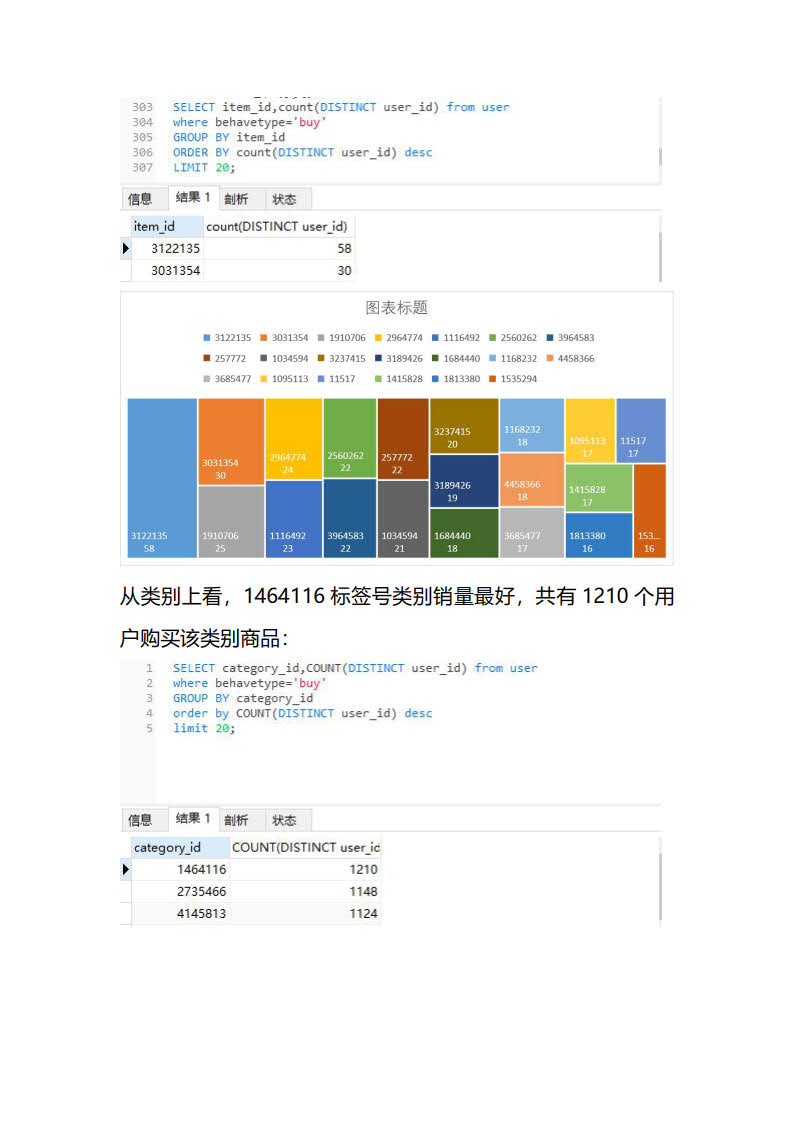 303 SELECT item_id,count(DISTINCT user_id) from user
304 where behavetype='buy'
305 GROUP BY item_id
306 ORDER BY count(DISTINCT user_id) desc
307 LIMIT 20;
信息 结果 1 剖析 状态
item_id count(DISTINCT user_id)
3122135 58
3031354 30
图表标题
3122135 3031354 1910706 2964774 1116492 2560262 3964583
257772 1034594 3237415 3189426 1684440 1168232 4458366
3685477 1095113 11517 1415828 1813380 1535294
3122135
58
3031354
30
1910706
25
2964774
24
1116492
23
2560262
22
3964583
22
257772
22
1034594
21
3237415
20
3189426
19
1684440
18
1168232
18
4458366
18
3685477
17
1095113
17
11517
17
1415828
17
1813380
16
153...
16
从类别上看，1464116 标签号类别销量最好，共有 1210 个用
户购买该类别商品：
1 SELECT category_id,COUNT(DISTINCT user_id) from user
2 where behavetype='buy'
3 GROUP BY category_id
4 order by COUNT(DISTINCT user_id) desc
5 limit 20;
信息 结果 1 剖析 状态
category_id COUNT(DISTINCT user_id
1464116 1210
2735466 1148
4145813 1124